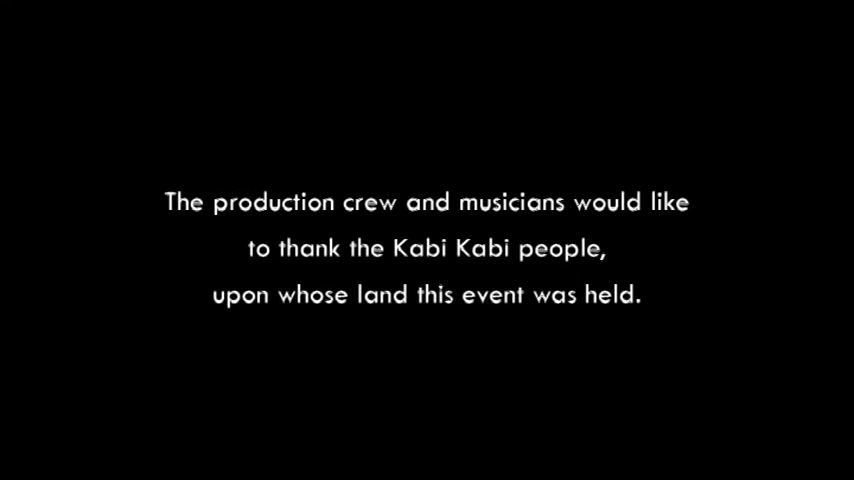 The production crew and musicians would like
to thank the Kabi Kabi people,
upon whose land this event was held.